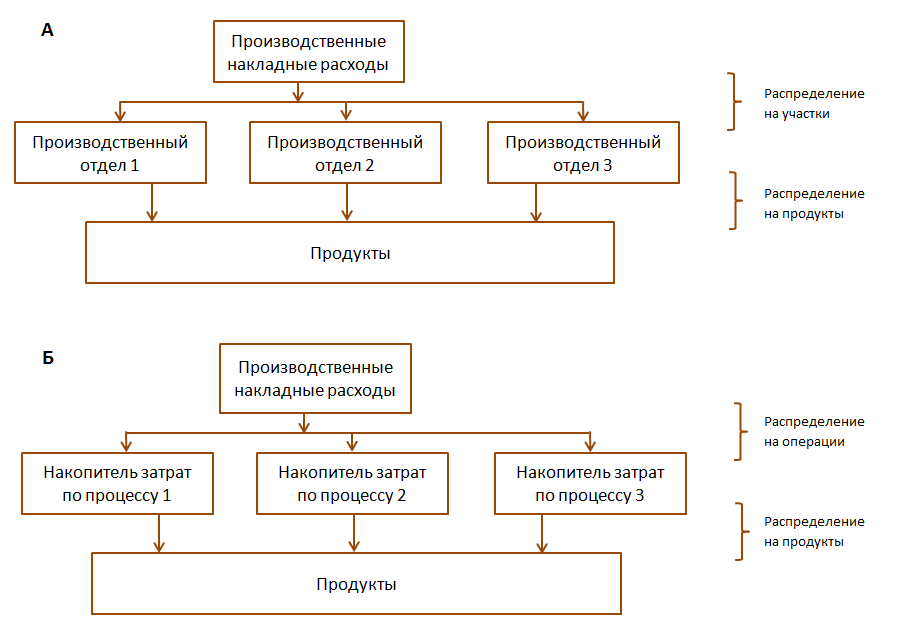 А
Производственные
накладные расходы
Распределение
на участки
Производственный
отдел 1
Производственный
отдел 2
Производственный
отдел 3
Распределение
на продукты
Продукты
Б
Производственные
накладные расходы
Распределение
на операции
Накопитель затрат
по процессу 1
Накопитель затрат
по процессу 2
Накопитель затрат
по процессу 3
Распределение
на продукты
Продукты